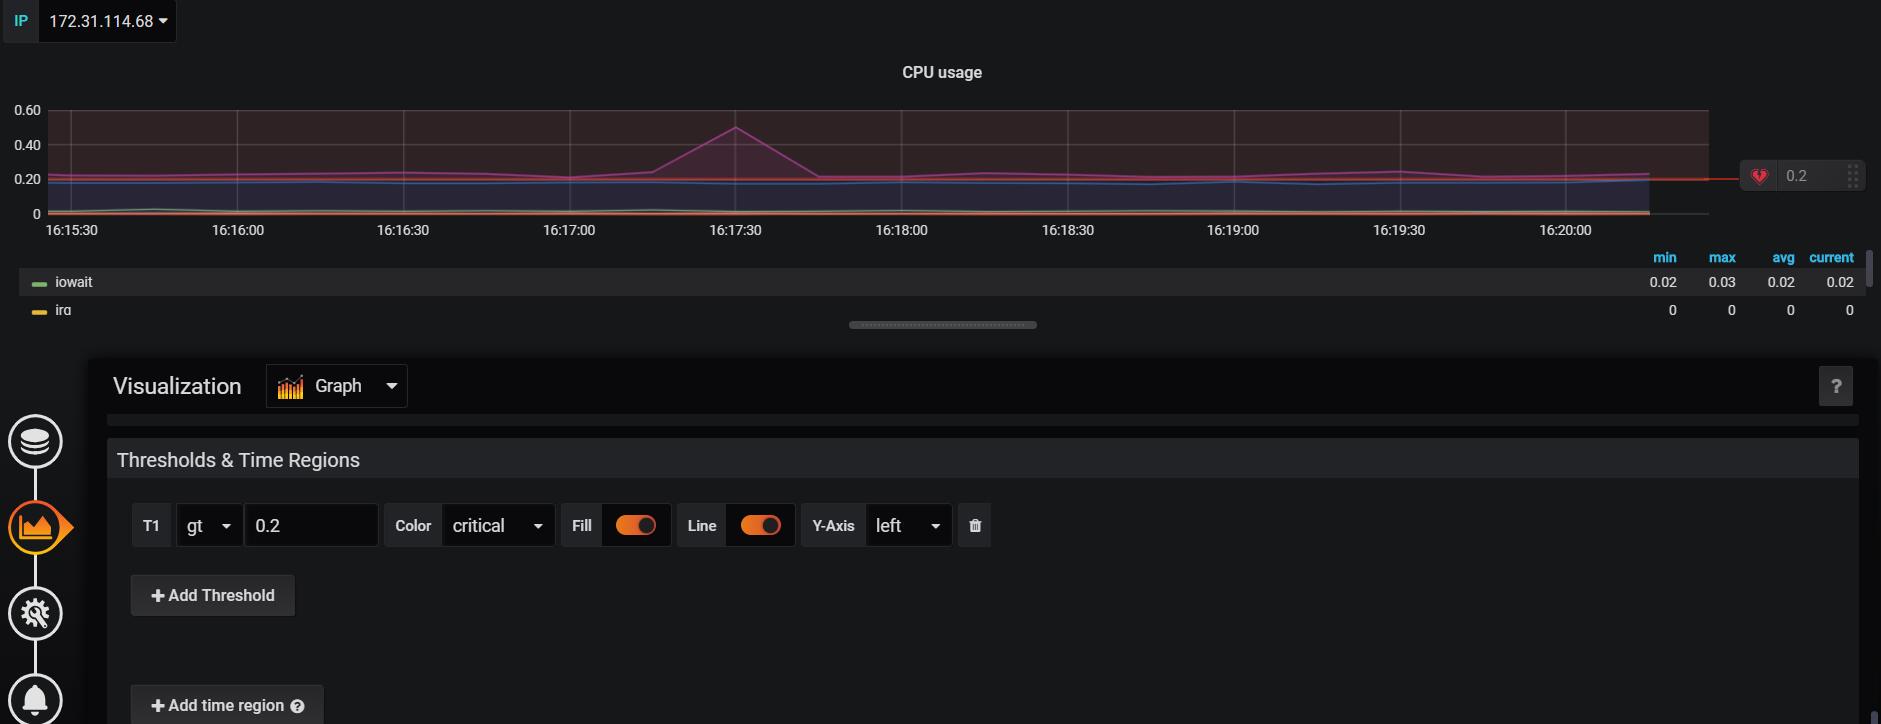 IP 172.31.114.68
CPU usage
0.60
0.40
0.20
0
0.2
16:15:30 16:16:00 16:16:30 16:17:00 16:17:30 16:18:00 16:18:30 16:19:00 16:19:30 16:20:00
min max avg current
iowait 0.02 0.03 0.02 0.02
irq 0 0 0 0
Visualization Graph ?
Thresholds & Time Regions
T1 gt 0.2 Color critical Fill Line Y-Axis left
+ Add Threshold
+ Add time region ?